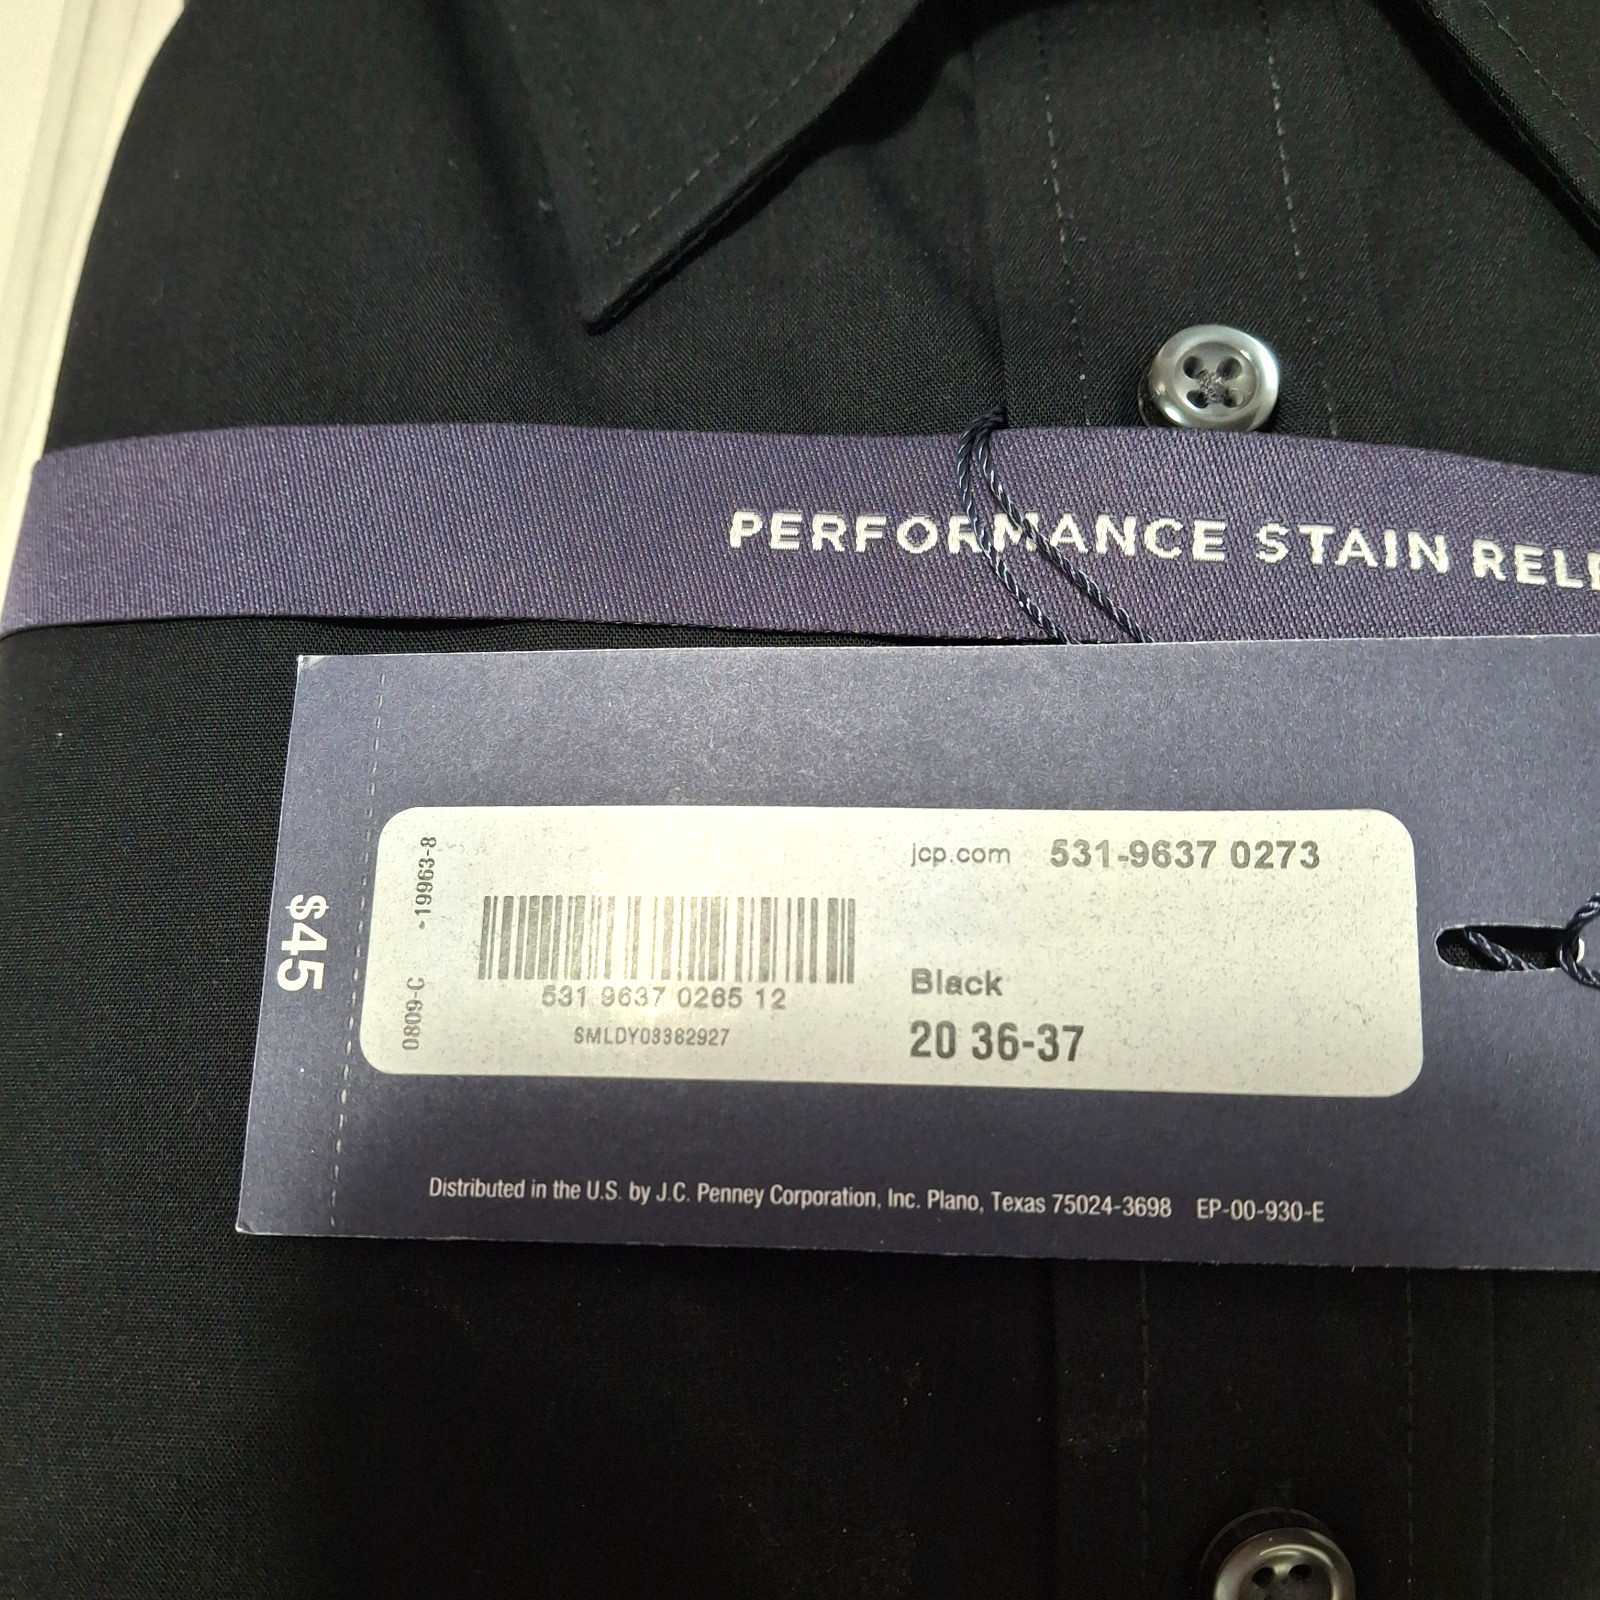 PERFORMANCE STAIN RELE
$45
0809-C -19963-8
jcp.com 531-9637 0273
531 9637 0265 12
SMLDY03382927
Black
20 36-37
Distributed in the U.S. by J.C. Penney Corporation, Inc. Plano, Texas 75024-3698 EP-00-930-E